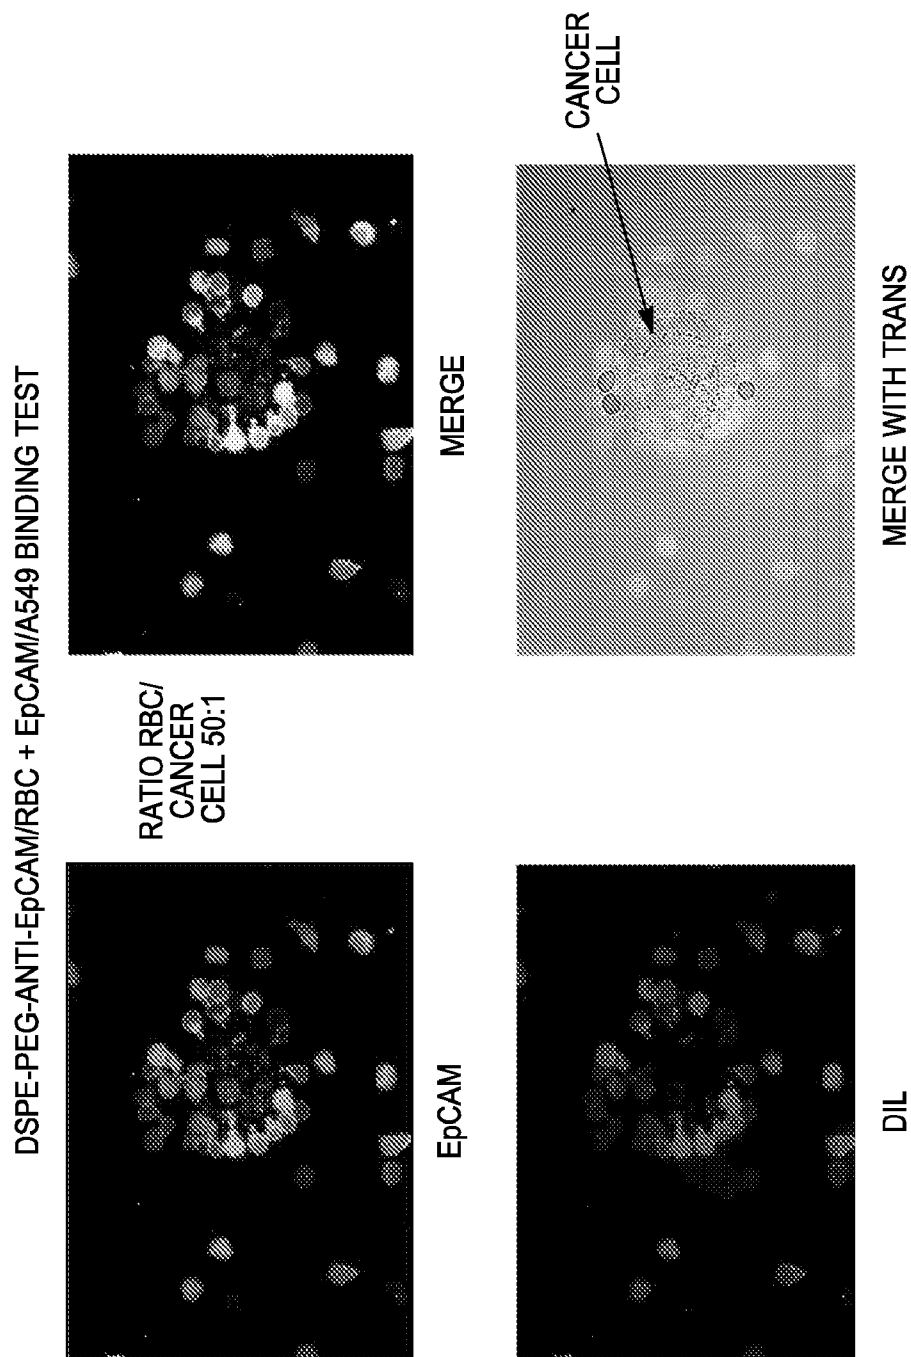 DSPE-PEG-ANTI-EpCAM/RBC + EpCAM/A549 BINDING TEST
EpCAM
RATIO RBC/
CANCER
CELL 50:1
MERGE
DIL
MERGE WITH TRANS
CANCER
CELL